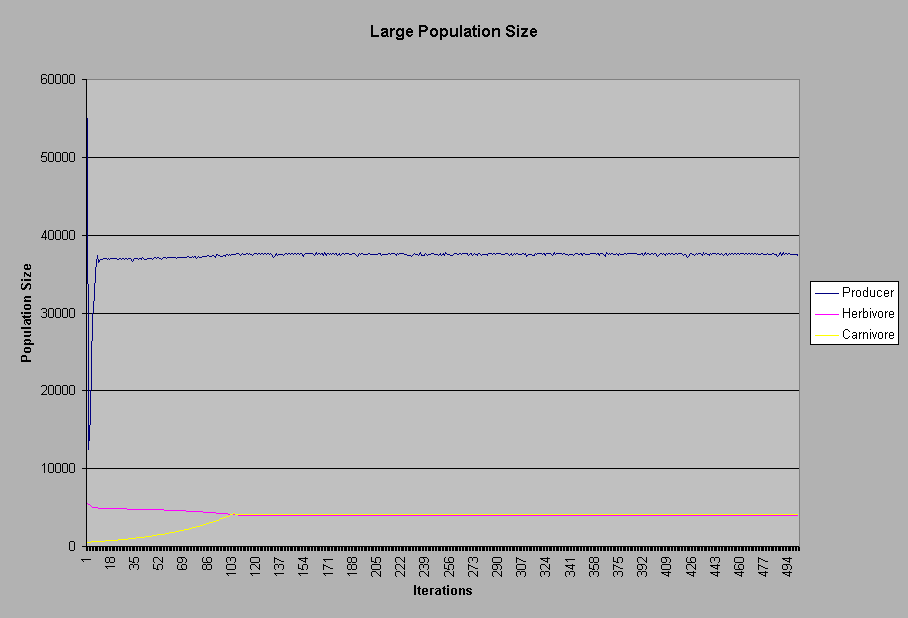 Large Population Size
60000
50000
40000
30000
20000
10000
0
Population Size
1 18 35 52 69 86 103 120 137 154 171 188 205 222 239 256 273 290 307 324 341 358 375 392 409 426 443 460 477 494
Iterations
Producer
Herbivore
Carnivore